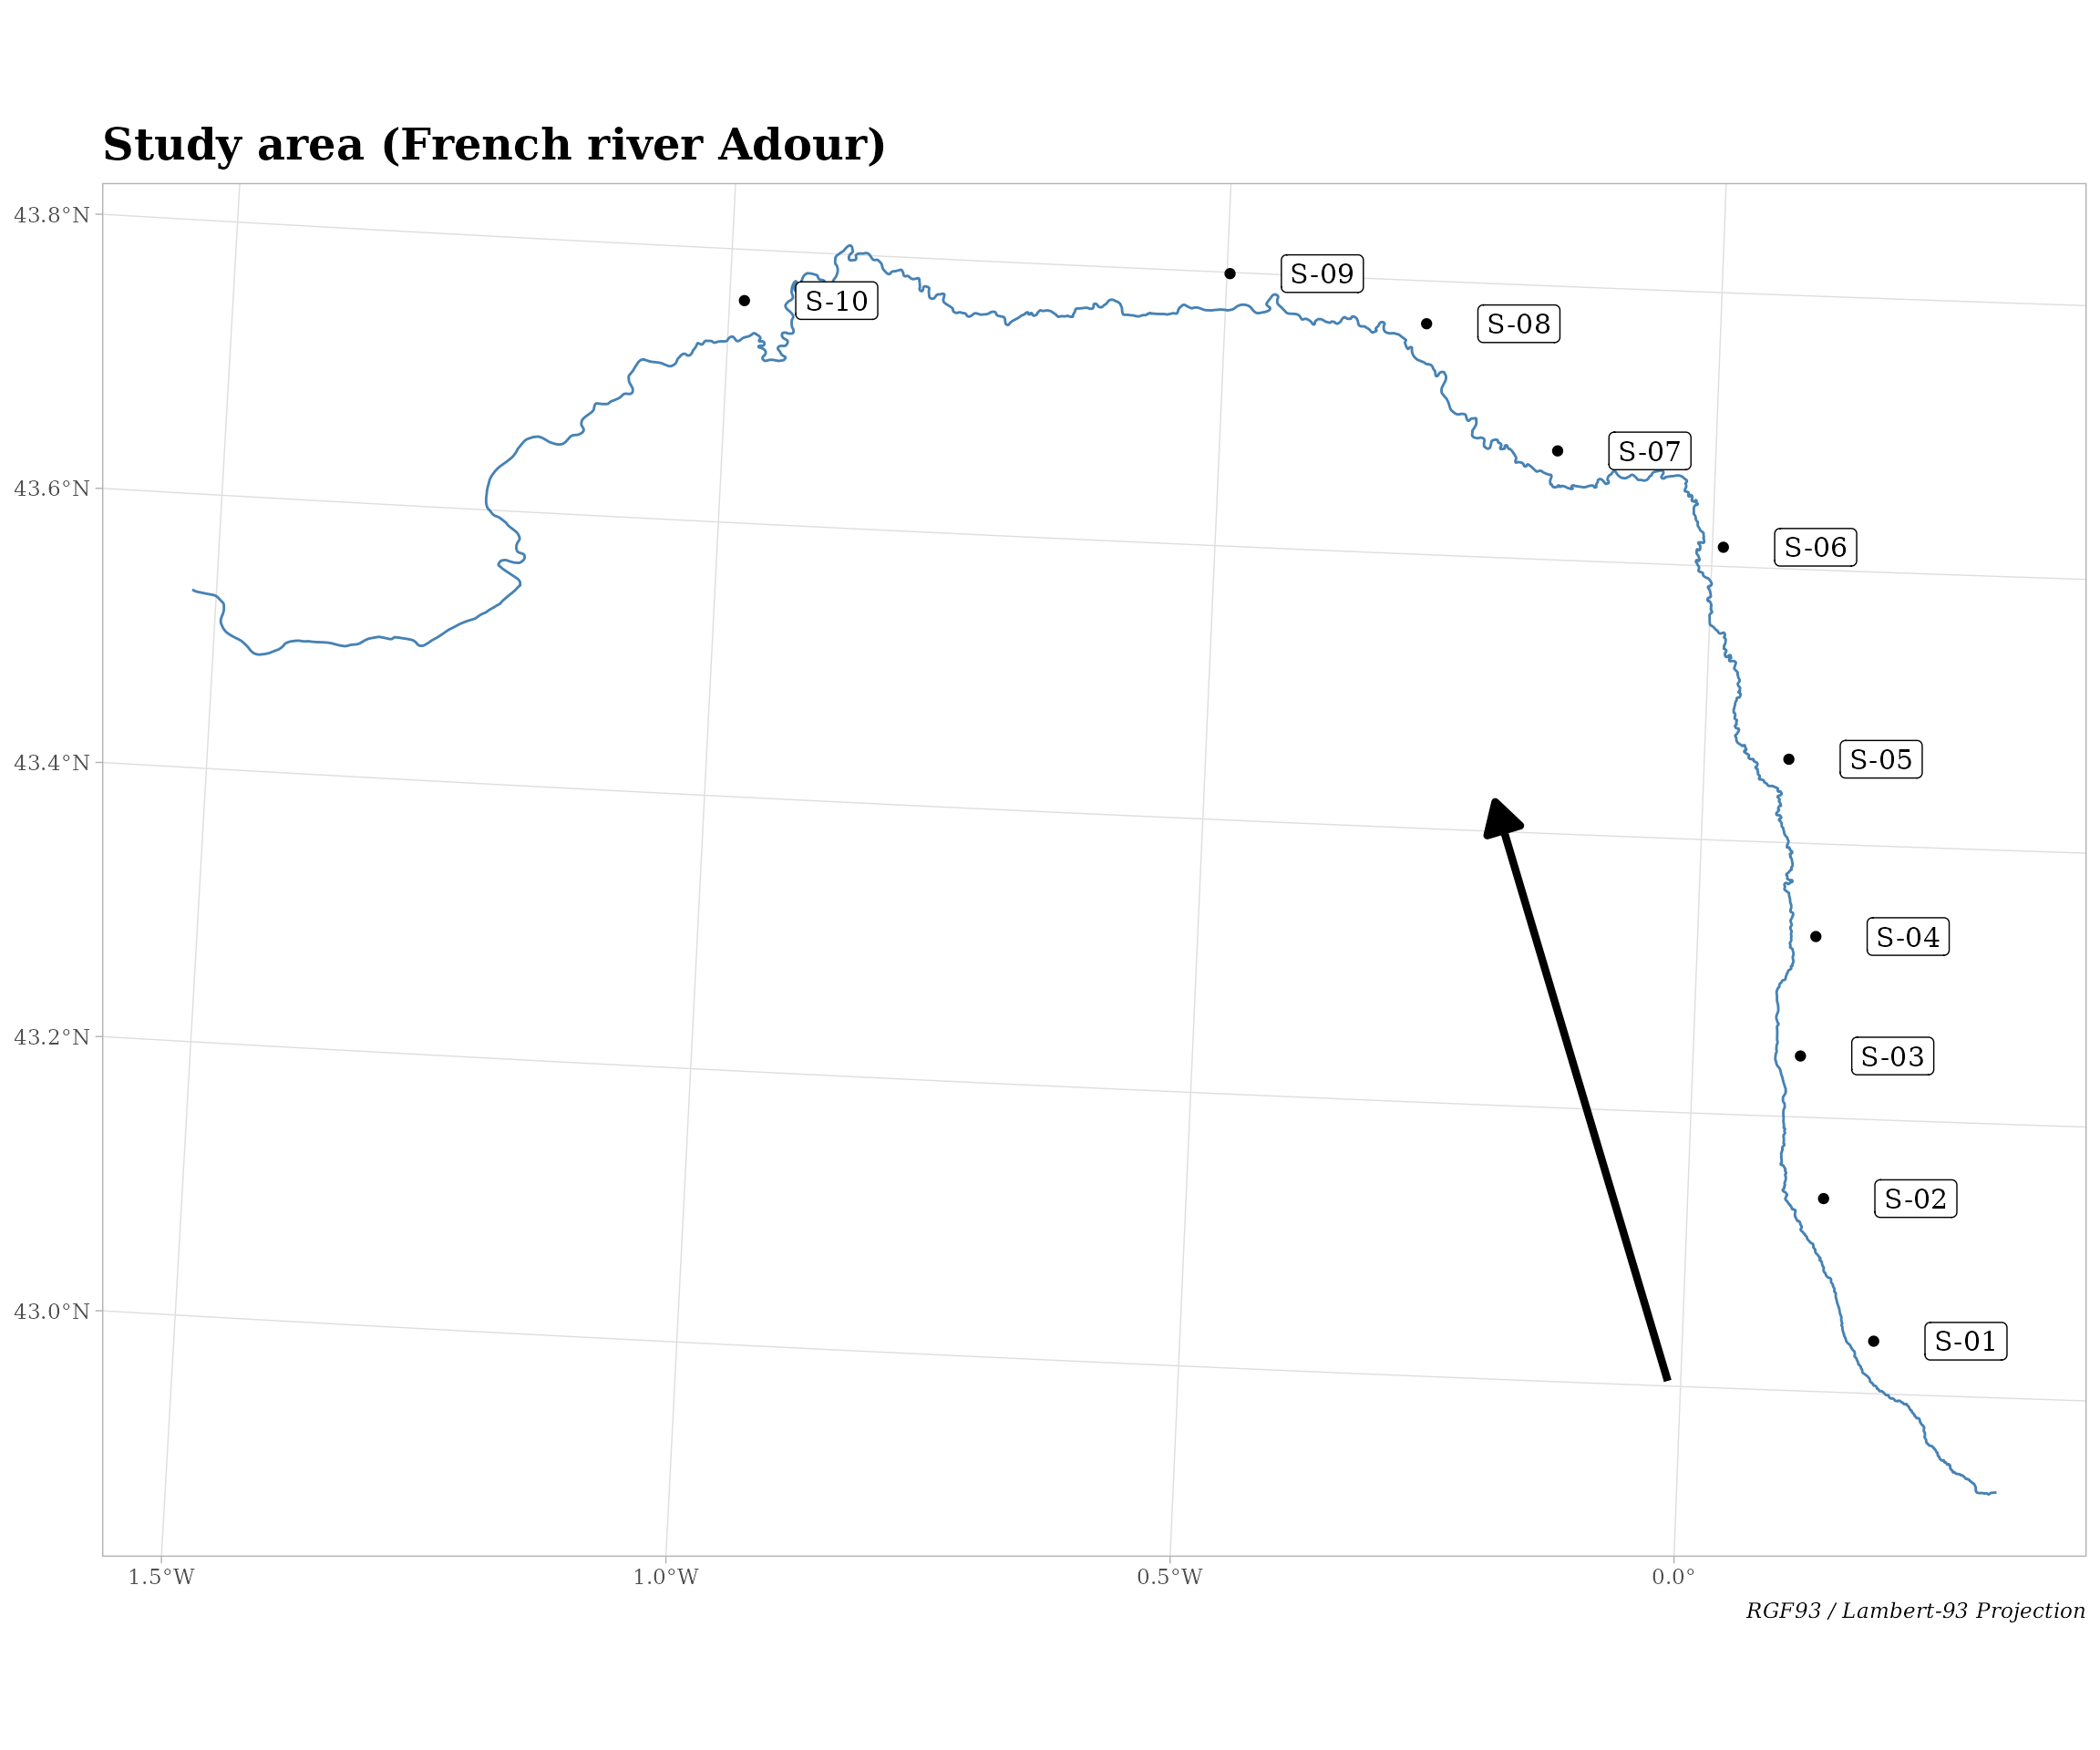 Study area (French river Adour)
43.8°N
S-09
S-10
S-08
S-07
43.6°N
S-06
S-05
43.4°N
S-04
43.2°N
S-03
S-02
43.0°N
S-01
1.5°W 1.0°W 0.5°W 0.0°
RGF93 / Lambert-93 Projection